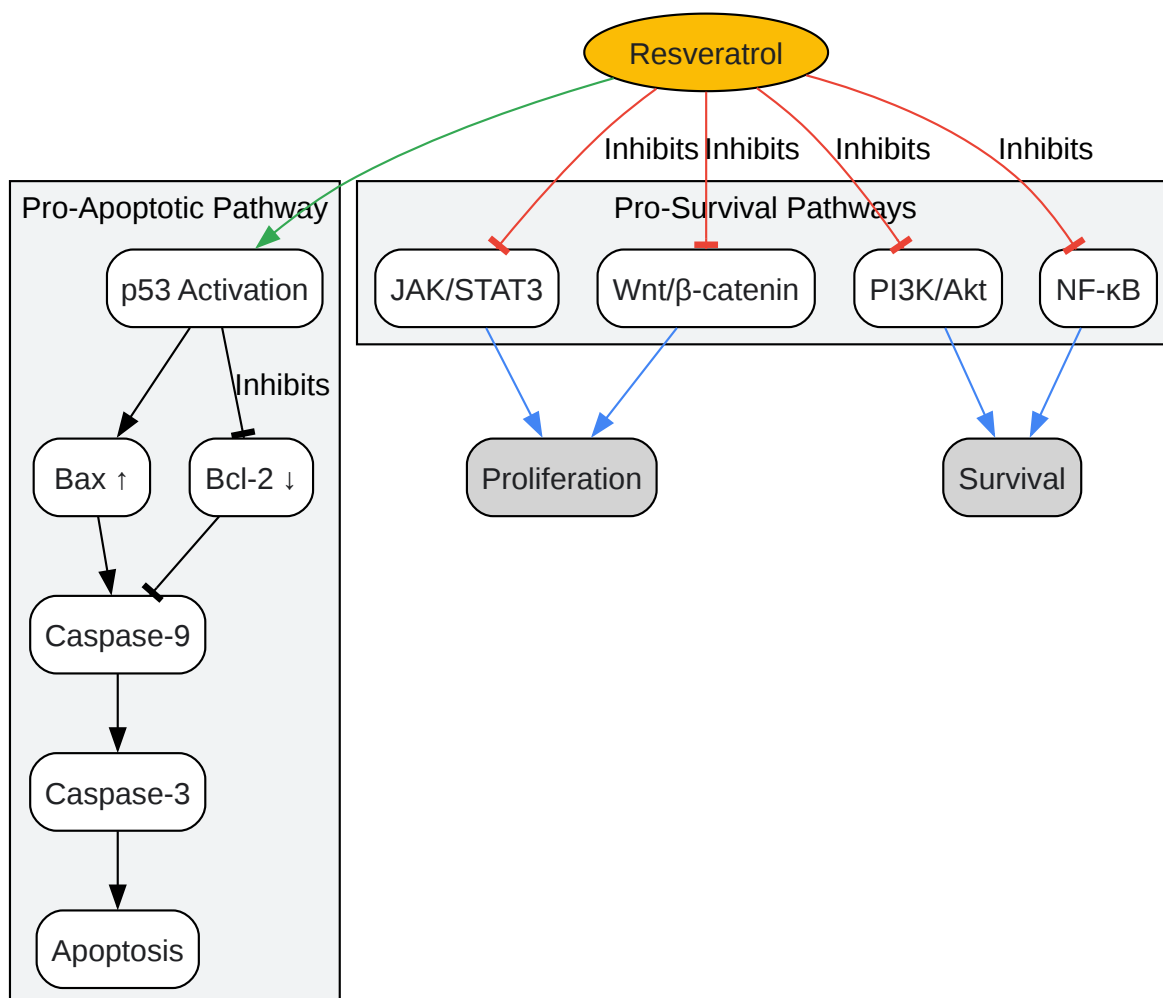 Resveratrol
Inhibits
Inhibits
Inhibits
Inhibits
Pro-Apoptotic Pathway
Pro-Survival Pathways
p53 Activation
JAK/STAT3
Wnt/β-catenin
PI3K/Akt
NF-κB
Inhibits
Bax ↑
Bcl-2 ↓
Proliferation
Survival
Caspase-9
Caspase-3
Apoptosis